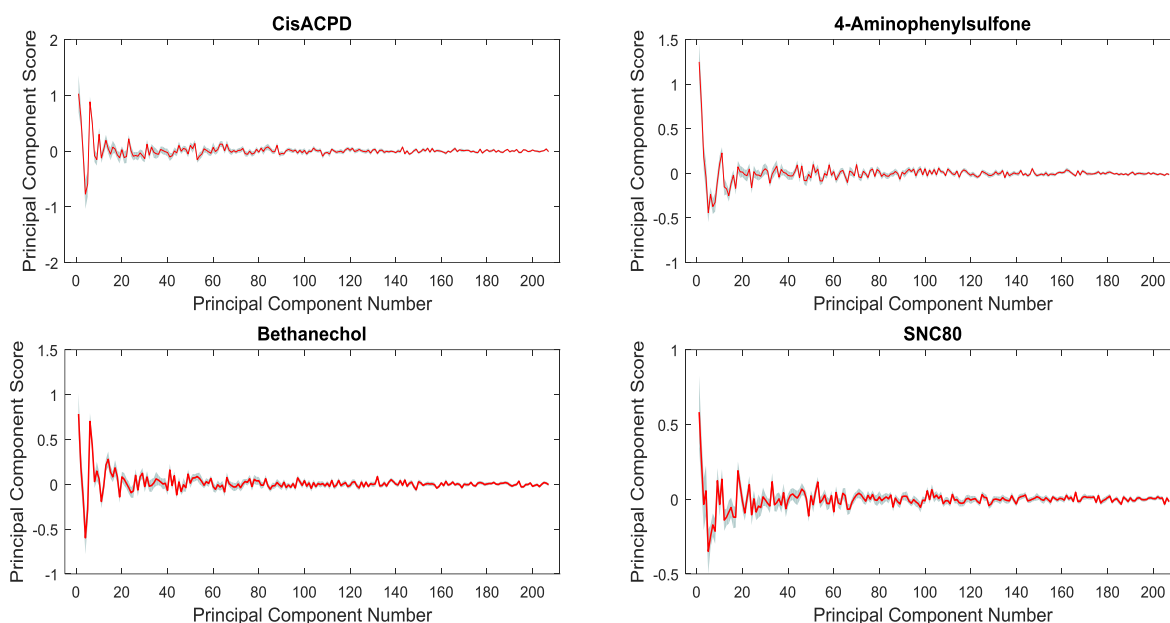 CisACPD
Principal Component Score
2
1
0
-1
-2
0 20 40 60 80 100 120 140 160 180 200
Principal Component Number
4-Aminophenylsulfone
Principal Component Score
1.5
1
0.5
0
-0.5
-1
0 20 40 60 80 100 120 140 160 180 200
Principal Component Number
Bethanechol
Principal Component Score
1.5
1
0.5
0
-0.5
-1
0 20 40 60 80 100 120 140 160 180 200
Principal Component Number
SNC80
Principal Component Score
1
0.5
0
-0.5
0 20 40 60 80 100 120 140 160 180 200
Principal Component Number